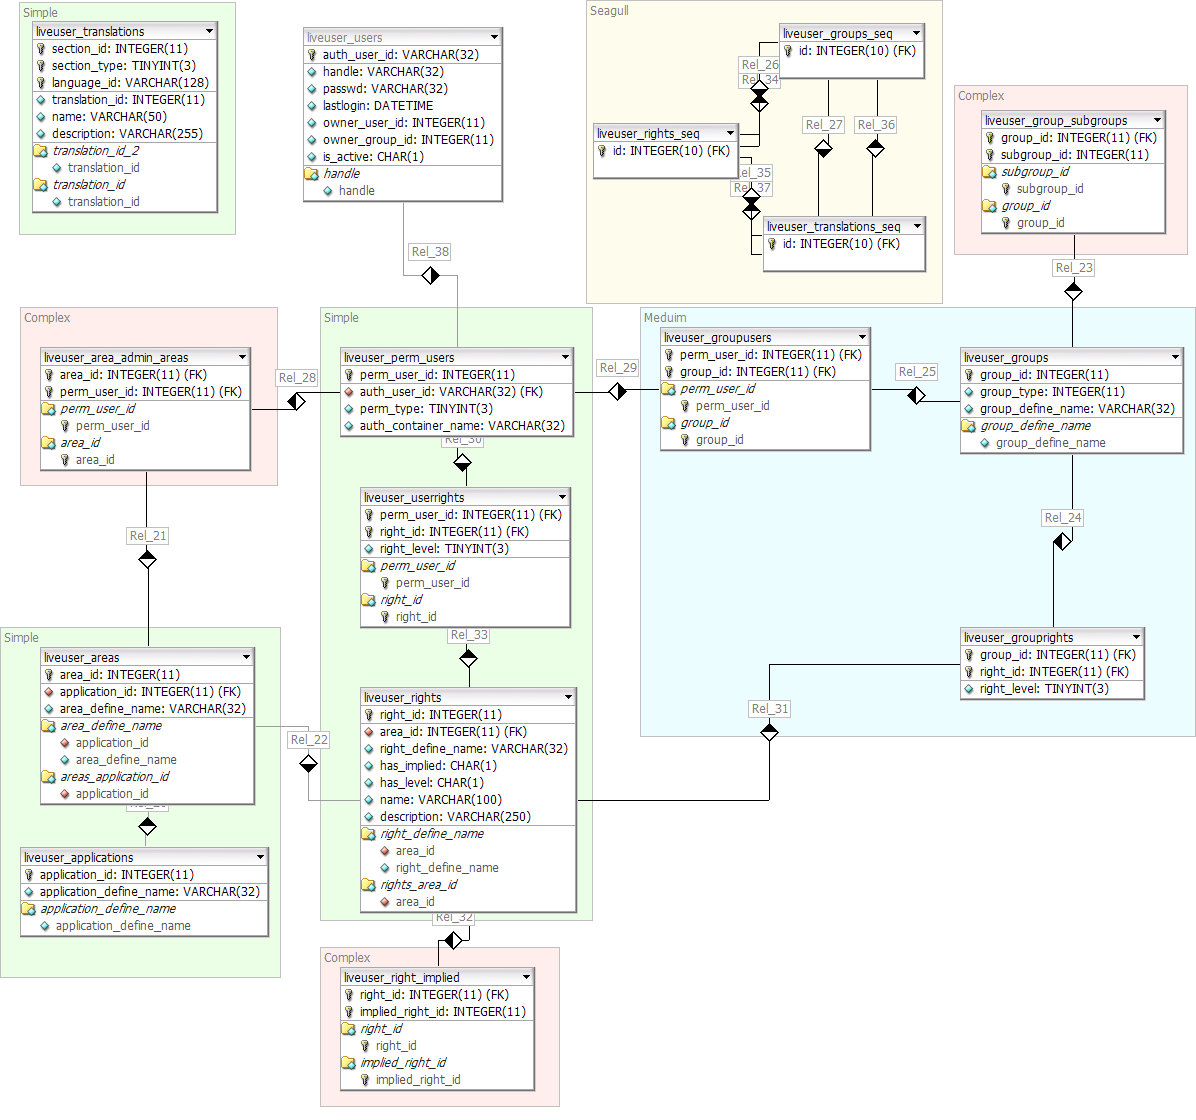 Simple
liveuser_translations
section_id: INTEGER(11)
section_type: TINYINT(3)
language_id: VARCHAR(128)
translation_id: INTEGER(11)
name: VARCHAR(50)
description: VARCHAR(255)
translation_id_2
translation_id
translation_id
translation_id
liveuser_users
auth_user_id: VARCHAR(32)
handle: VARCHAR(32)
passwd: VARCHAR(32)
lastlogin: DATETIME
owner_user_id: INTEGER(11)
owner_group_id: INTEGER(11)
is_active: CHAR(1)
handle
handle
Rel_38
Seagull
liveuser_groups_seq
id: INTEGER(10) (FK)
Rel_26
Rel_34
liveuser_rights_seq
id: INTEGER(10) (FK)
Rel_27
Rel_36
Rel_35
Rel_37
liveuser_translations_seq
id: INTEGER(10) (FK)
Complex
liveuser_group_subgroups
group_id: INTEGER(11) (FK)
subgroup_id: INTEGER(11)
subgroup_id
subgroup_id
group_id
group_id
Rel_23
Complex
liveuser_area_admin_areas
area_id: INTEGER(11) (FK)
perm_user_id: INTEGER(11) (FK)
perm_user_id
perm_user_id
area_id
area_id
Rel_28
Rel_21
Simple
liveuser_perm_users
perm_user_id: INTEGER(11)
auth_user_id: VARCHAR(32) (FK)
perm_type: TINYINT(3)
auth_container_name: VARCHAR(32)
Rel_30
Rel_29
liveuser_userrights
perm_user_id: INTEGER(11) (FK)
right_id: INTEGER(11) (FK)
right_level: TINYINT(3)
perm_user_id
perm_user_id
right_id
right_id
Rel_33
liveuser_rights
right_id: INTEGER(11)
area_id: INTEGER(11) (FK)
right_define_name: VARCHAR(32)
has_implied: CHAR(1)
has_level: CHAR(1)
name: VARCHAR(100)
description: VARCHAR(250)
right_define_name
area_id
right_define_name
rights_area_id
area_id
Rel_32
Meduim
liveuser_groupusers
perm_user_id: INTEGER(11) (FK)
group_id: INTEGER(11) (FK)
perm_user_id
perm_user_id
group_id
group_id
Rel_25
liveuser_groups
group_id: INTEGER(11)
group_type: INTEGER(11)
group_define_name: VARCHAR(32)
group_define_name
group_define_name
Rel_24
liveuser_grouprights
group_id: INTEGER(11) (FK)
right_id: INTEGER(11) (FK)
right_level: TINYINT(3)
Rel_31
Simple
liveuser_areas
area_id: INTEGER(11)
application_id: INTEGER(11) (FK)
area_define_name: VARCHAR(32)
area_define_name
application_id
area_define_name
areas_application_id
application_id
Rel_22
liveuser_applications
application_id: INTEGER(11)
application_define_name: VARCHAR(32)
application_define_name
application_define_name
Complex
liveuser_right_implied
right_id: INTEGER(11) (FK)
implied_right_id: INTEGER(11)
right_id
right_id
implied_right_id
implied_right_id